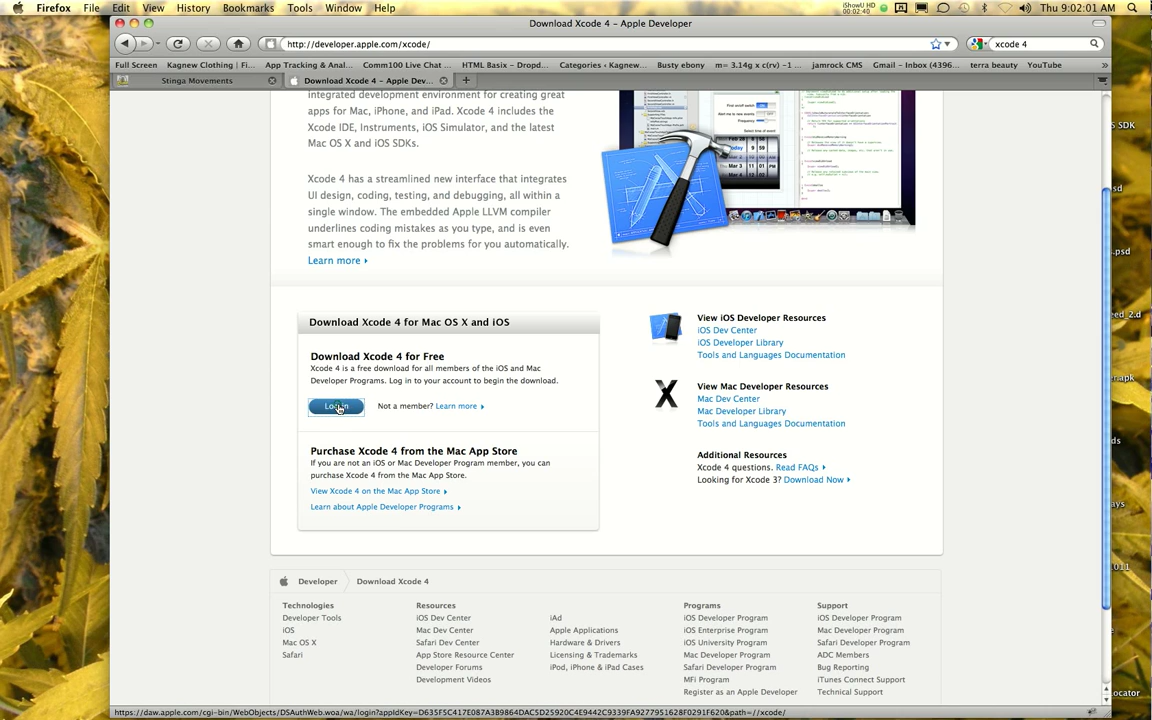 Firefox File Edit View History Bookmarks Tools Window Help
iShowU HD
00:02:40
Thu 9:02:01 AM
Download Xcode 4 – Apple Developer
http://developer.apple.com/xcode/
xcode 4
Full Screen Kagnew Clothing | Fi... App Tracking & Anal... Comm100 Live Chat ... HTML Basix - Dropd... Categories ‹ Kagnew... Busty ebony m= 3.14g x c(rv) -1 ... jamrock CMS Gmail - Inbox (4396... terra beauty YouTube »
Stinga Movements
Download Xcode 4 – Apple Dev...
integrated development environment for creating great
apps for Mac, iPhone, and iPad. Xcode 4 includes the
Xcode IDE, Instruments, iOS Simulator, and the latest
Mac OS X and iOS SDKs.
Xcode 4 has a streamlined new interface that integrates
UI design, coding, testing, and debugging, all within a
single window. The embedded Apple LLVM compiler
underlines coding mistakes as you type, and is even
smart enough to fix the problems for you automatically.
Learn more
Download Xcode 4 for Mac OS X and iOS
Download Xcode 4 for Free
Xcode 4 is a free download for all members of the iOS and Mac
Developer Programs. Log in to your account to begin the download.
Log in
Not a member? Learn more
Purchase Xcode 4 from the Mac App Store
If you are not an iOS or Mac Developer Program member, you can
purchase Xcode 4 from the Mac App Store.
View Xcode 4 on the Mac App Store
Learn about Apple Developer Programs
View iOS Developer Resources
iOS Dev Center
iOS Developer Library
Tools and Languages Documentation
View Mac Developer Resources
Mac Dev Center
Mac Developer Library
Tools and Languages Documentation
Additional Resources
Xcode 4 questions. Read FAQs
Looking for Xcode 3? Download Now
Developer
Download Xcode 4
Technologies
Developer Tools
iOS
Mac OS X
Safari
Resources
iOS Dev Center
Mac Dev Center
Safari Dev Center
App Store Resource Center
Developer Forums
Development Videos
iAd
Apple Applications
Hardware & Drivers
Licensing & Trademarks
iPod, iPhone & iPad Cases
Programs
iOS Developer Program
iOS Enterprise Program
iOS University Program
Mac Developer Program
Safari Developer Program
MFi Program
Register as an Apple Developer
Support
iOS Developer Program
Mac Developer Program
Safari Developer Program
ADC Members
Bug Reporting
iTunes Connect Support
Technical Support
https://daw.apple.com/cgi-bin/WebObjects/DSAuthWeb.woa/wa/login?appIdKey=D635F5C417E087A3B9864DAC5D25920C4E9442C9339FA9277951628F0291F620&path=//xcode/